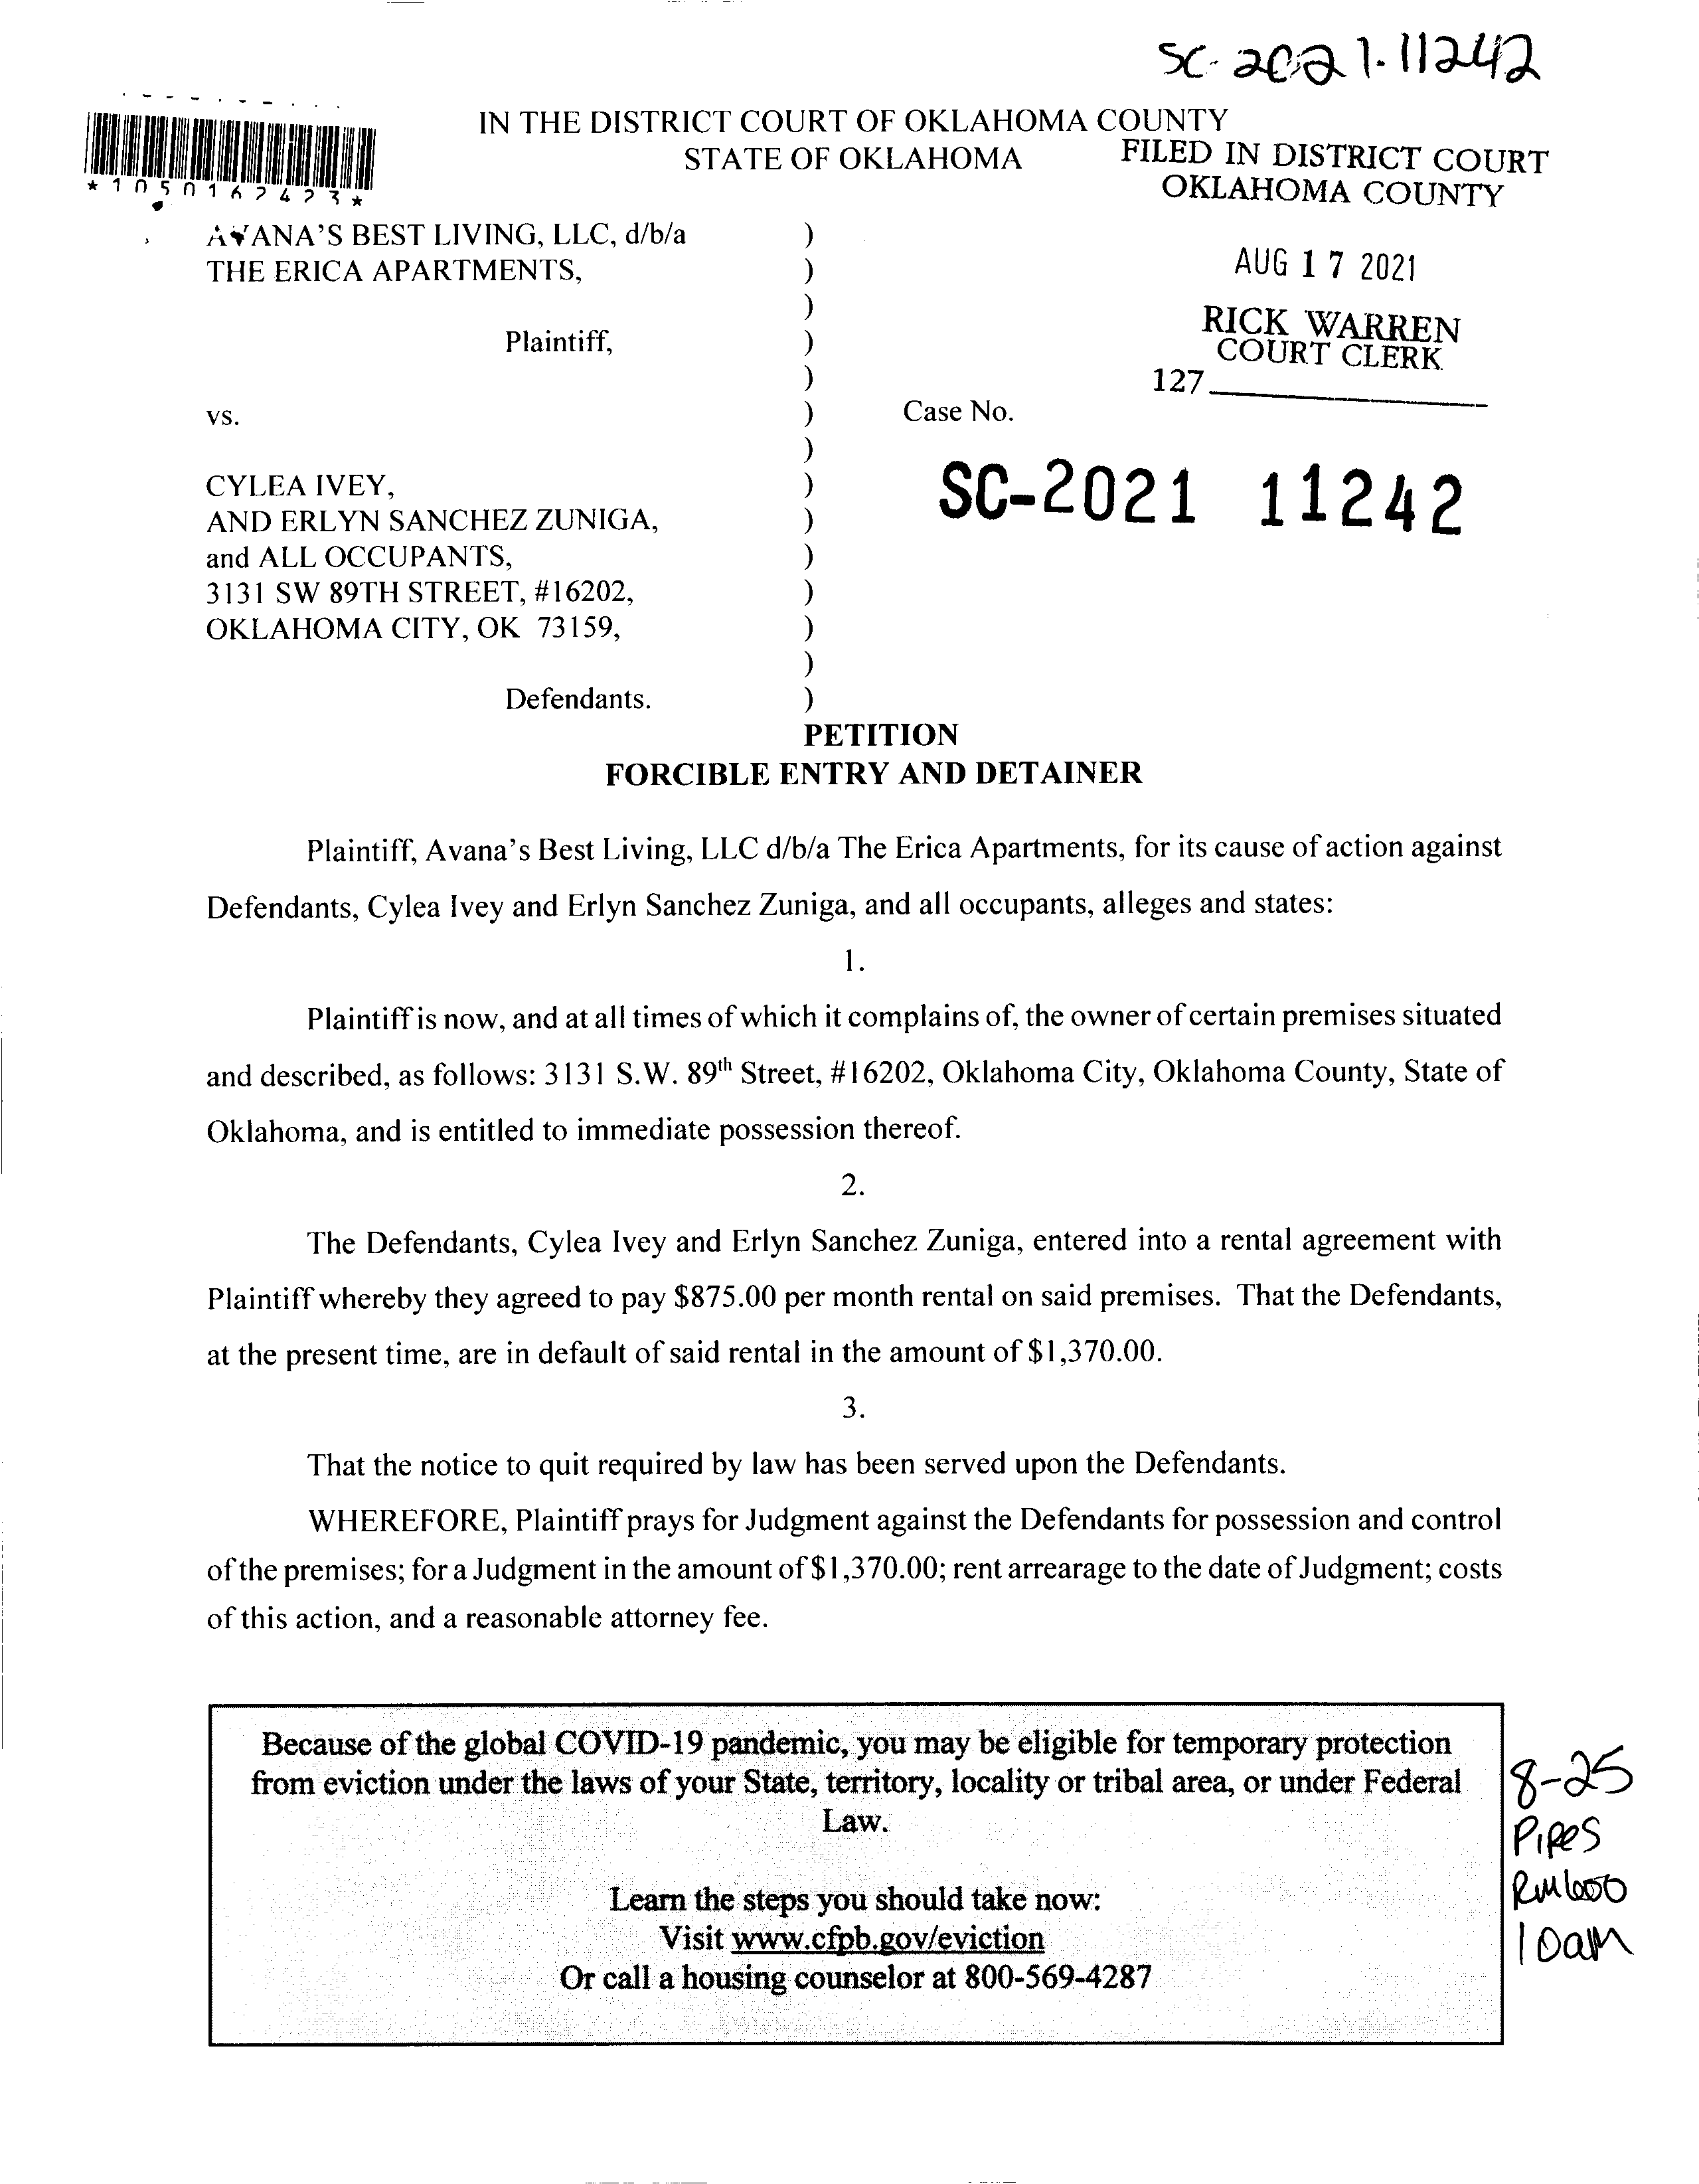 SC-2021-11242
IN THE DISTRICT COURT OF OKLAHOMA COUNTY
STATE OF OKLAHOMA
FILED IN DISTRICT COURT
OKLAHOMA COUNTY
*1050162423*
AVANA'S BEST LIVING, LLC, d/b/a )
THE ERICA APARTMENTS, )
AUG 17 2021
)
RICK WARREN
COURT CLERK
Plaintiff, )
)
127
vs. )
Case No.
)
CYLEA IVEY, )
SC-2021 11242
AND ERLYN SANCHEZ ZUNIGA, )
and ALL OCCUPANTS, )
3131 SW 89TH STREET, #16202, )
OKLAHOMA CITY, OK 73159, )
)
Defendants. )
PETITION
FORCIBLE ENTRY AND DETAINER
Plaintiff, Avana's Best Living, LLC d/b/a The Erica Apartments, for its cause of action against
Defendants, Cylea Ivey and Erlyn Sanchez Zuniga, and all occupants, alleges and states:
1.
Plaintiff is now, and at all times of which it complains of, the owner of certain premises situated
and described, as follows: 3131 S.W. 89th Street, #16202, Oklahoma City, Oklahoma County, State of
Oklahoma, and is entitled to immediate possession thereof.
2.
The Defendants, Cylea Ivey and Erlyn Sanchez Zuniga, entered into a rental agreement with
Plaintiff whereby they agreed to pay $875.00 per month rental on said premises. That the Defendants,
at the present time, are in default of said rental in the amount of $1,370.00.
3.
That the notice to quit required by law has been served upon the Defendants.
WHEREFORE, Plaintiff prays for Judgment against the Defendants for possession and control
of the premises; for a Judgment in the amount of $1,370.00; rent arrearage to the date of Judgment; costs
of this action, and a reasonable attorney fee.
Because of the global COVID-19 pandemic, you may be eligible for temporary protection
from eviction under the laws of your State, territory, locality or tribal area, or under Federal
Law.
Learn the steps you should take now:
Visit www.cfpb.gov/eviction
Or call a housing counselor at 800-569-4287
8-25
Pipes
Rm 600
10am